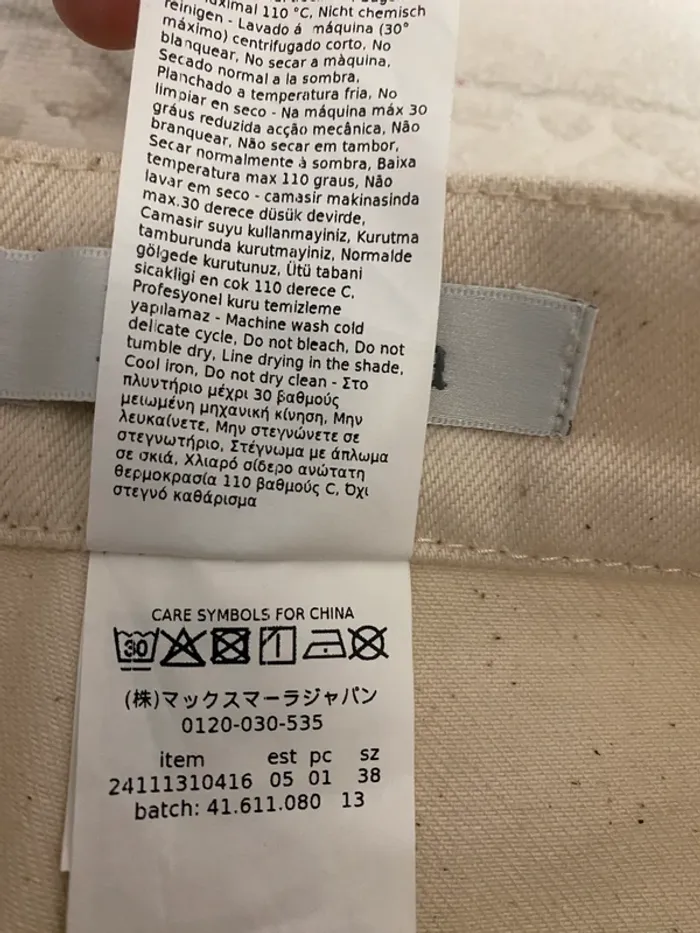 ximal 110 °C, Nicht chemisch
reinigen - Lavado á máquina (30°
máximo) centrifugado corto, No
blanquear, No secar a màquina,
Secado normal a la sombra,
Planchado a temperatura fria, No
limpiar en seco - Na máquina máx 30
gráus reduzida acção mecânica, Não
branquear, Não secar em tambor,
Secar normalmente à sombra, Baixa
temperatura max 110 graus, Não
lavar em seco - camasir makinasinda
max.30 derece düsük devirde,
Camasir suyu kullanmayiniz, Kurutma
tamburunda kurutmayiniz, Normalde
gölgede kurutunuz, Ütü tabani
sicakligi en cok 110 derece C,
Profesyonel kuru temizleme
yapilamaz - Machine wash cold
delicate cycle, Do not bleach, Do not
tumble dry, Line drying in the shade,
Cool iron, Do not dry clean - Στο
πλυντήριο μέχρι 30 βαθμούς
μειωμένη μηχανική κίνηση, Μην
λευκαίνετε, Μην στεγνώνετε σε
στεγνωτήριο, Στέγνωμα με άπλωμα
σε σκιά, Χλιαρό σίδερο ανώτατη
θερμοκρασία 110 βαθμούς C, Όχι
στεγνό καθάρισμα
a
CARE SYMBOLS FOR CHINA
30
(株)マックスマーラジャパン
0120-030-535
item est pc sz
24111310416 05 01 38
batch: 41.611.080 13